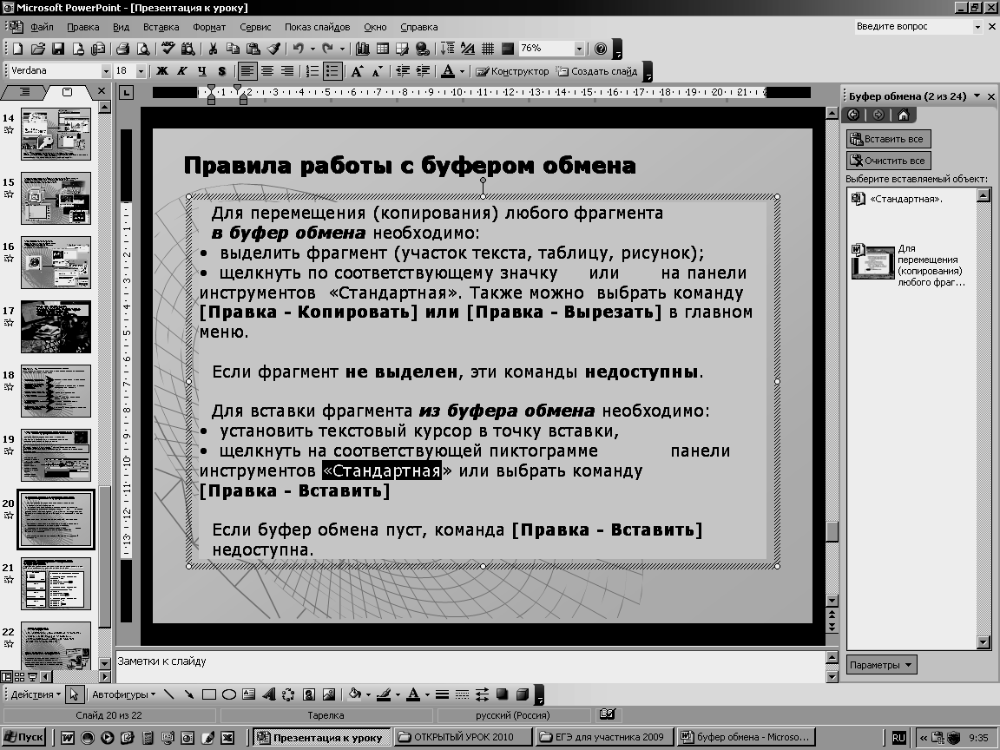 Microsoft PowerPoint - [Презентация к уроку]
Файл Правка Вид Вставка Формат Сервис Показ слайдов Окно Справка
Введите вопрос
76%
Verdana 18 Ж К Ч S
Конструктор Создать слайд
Буфер обмена (2 из 24)
Вставить все
Очистить все
Выберите вставляемый объект:
«Стандартная».
Для
перемещения
(копирования)
любого фраг...
Параметры
14
15
16
17
18
19
20
21
22
Правила работы с буфером обмена
Для перемещения (копирования) любого фрагмента
в буфер обмена необходимо:
• выделить фрагмент (участок текста, таблицу, рисунок);
• щелкнуть по соответствующему значку или на панели
инструментов «Стандартная». Также можно выбрать команду
[Правка - Копировать] или [Правка - Вырезать] в главном
меню.
Если фрагмент не выделен, эти команды недоступны.
Для вставки фрагмента из буфера обмена необходимо:
• установить текстовый курсор в точку вставки,
• щелкнуть на соответствующей пиктограмме панели
инструментов «Стандартная» или выбрать команду
[Правка - Вставить]
Если буфер обмена пуст, команда [Правка - Вставить]
недоступна.
Заметки к слайду
Действия Автофигуры
Слайд 20 из 22 Тарелка русский (Россия)
Пуск Презентация к уроку ОТКРЫТЫЙ УРОК 2010 ЕГЭ для участника 2009 буфер обмена - Microso... RU 9:35